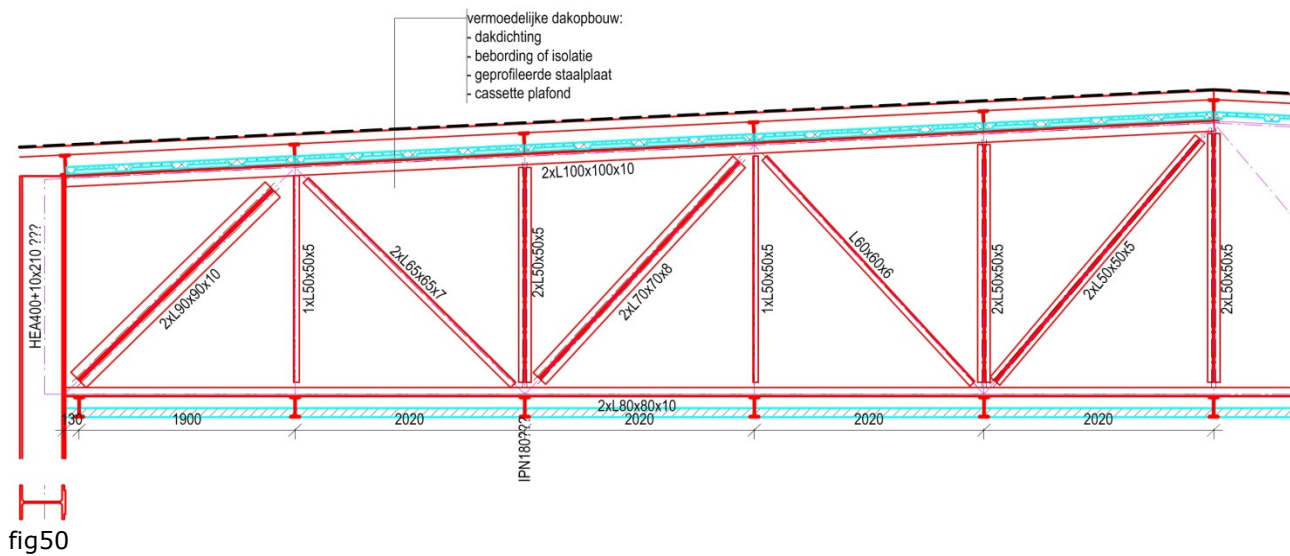 vermoedelijke dakopbouw:
- dakdichting
- bebording of isolatie
- geprofileerde staalplaat
- cassette plafond
2xL100x100x10
HEA400+10x210 ???
2xL90x90x10
1xL50x50x5
2xL65x65x7
2xL50x50x5
2xL70x70x8
1xL50x50x5
L60x60x6
2xL50x50x5
2xL50x50x5
2xL50x50x5
2xL80x80x10
130
1900
2020
2020
2020
2020
IPN180???
fig50